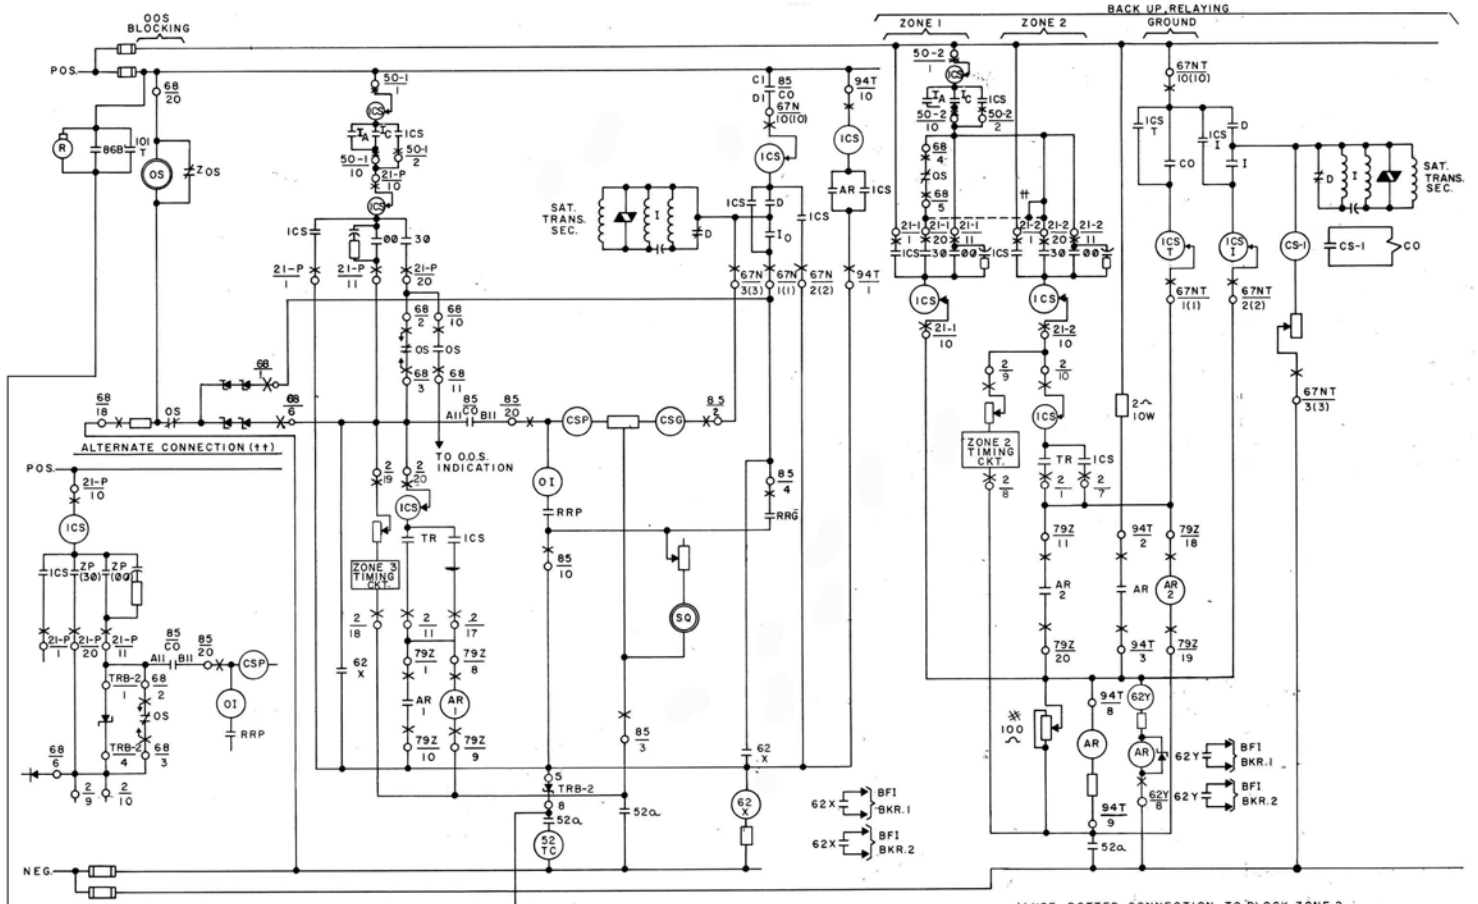 BACK UP, RELAYING
OOS
BLOCKING
ZONE 1
ZONE 2
GROUND
POS.
68
20
R
86B
101
T
OS
Z OS
50-1
1
ICS
IA
IC
ICS
50-1
10
50-1
2
21-P
10
ICS
ICS
OO
30
21-P
1
21-P
11
21-P
20
68
2
68
10
OS
OS
68
3
68
11
68
1
68
18
OS
68
6
85
CO
A11
B11
85
20
CSP
CSG
85
2
TO O.O.S.
INDICATION
C1
D1
85
CO
67N
10(10)
ICS
ICS
D
ICS
IO
SAT.
TRANS.
SEC.
I
D
67N
3(3)
67N
1(1)
67N
2(2)
94T
10
ICS
AR
ICS
94T
1
50-2
1
ICS
IA
IC
ICS
50-2
10
50-2
2
68
4
OS
68
5
††
21-1
1
21-1
20
21-1
11
21-2
1
21-2
20
21-2
11
ICS
30
OO
ICS
30
OO
ICS
ICS
21-1
10
21-2
10
2
9
2
10
ICS
ZONE 2
TIMING
CKT.
TR
ICS
2
8
2
1
2
7
2
10W
67NT
10(10)
ICS
T
ICS
I
D
CO
I
ICS
T
ICS
I
67NT
1(1)
67NT
2(2)
CS-1
D
I
SAT.
TRANS.
SEC.
CS-1
CO
67NT
3(3)
ALTERNATE CONNECTION (††)
POS.
21-P
10
ICS
ICS
ZP
(30)
ZP
(OO)
21-P
1
21-P
20
21-P
11
85
CO
A11
B11
85
20
CSP
TRB-2
1
68
2
OI
OS
RRP
TRB-2
4
68
3
68
6
2
9
2
10
2
19
2
20
ICS
TR
ICS
ZONE 3
TIMING
CKT.
2
18
2
11
2
17
62
X
79Z
1
79Z
8
AR
1
AR
1
79Z
10
79Z
9
OI
RRP
85
10
SQ
85
3
85
4
RRG
62
X
5
TRB-2
8
52a
52
TC
52a
62
X
62X
BFI
BKR.1
62X
BFI
BKR.2
79Z
11
94T
2
79Z
18
AR
2
AR
AR
2
79Z
20
94T
3
79Z
19
100
94T
8
62Y
AR
AR
94T
9
62Y
8
52a
62Y
BFI
BKR.1
62Y
BFI
BKR.2
NEG.